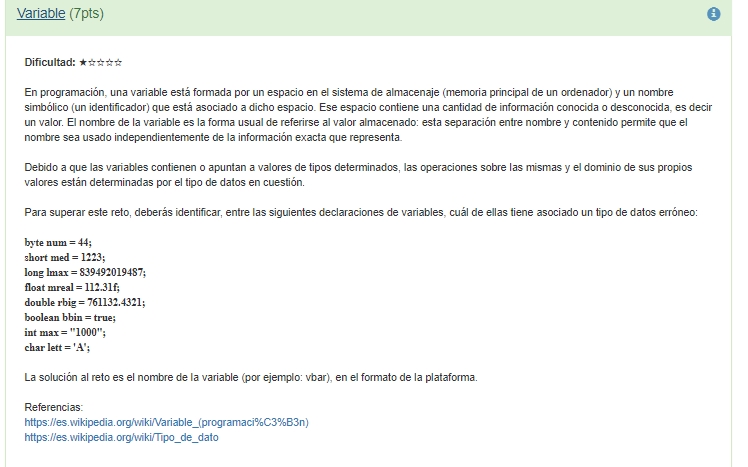 Variable (7pts)
Dificultad: ★☆☆☆☆
En programación, una variable está formada por un espacio en el sistema de almacenaje (memoria principal de un ordenador) y un nombre
simbólico (un identificador) que está asociado a dicho espacio. Ese espacio contiene una cantidad de información conocida o desconocida, es decir
un valor. El nombre de la variable es la forma usual de referirse al valor almacenado: esta separación entre nombre y contenido permite que el
nombre sea usado independientemente de la información exacta que representa.
Debido a que las variables contienen o apuntan a valores de tipos determinados, las operaciones sobre las mismas y el dominio de sus propios
valores están determinadas por el tipo de datos en cuestión.
Para superar este reto, deberás identificar, entre las siguientes declaraciones de variables, cuál de ellas tiene asociado un tipo de datos erróneo:
byte num = 44;
short med = 1223;
long lmax = 839492019487;
float mreal = 112.31f;
double rbig = 761132.4321;
boolean bbin = true;
int max = "1000";
char lett = 'A';
La solución al reto es el nombre de la variable (por ejemplo: vbar), en el formato de la plataforma.
Referencias:
https://es.wikipedia.org/wiki/Variable_(programaci%C3%B3n)
https://es.wikipedia.org/wiki/Tipo_de_dato